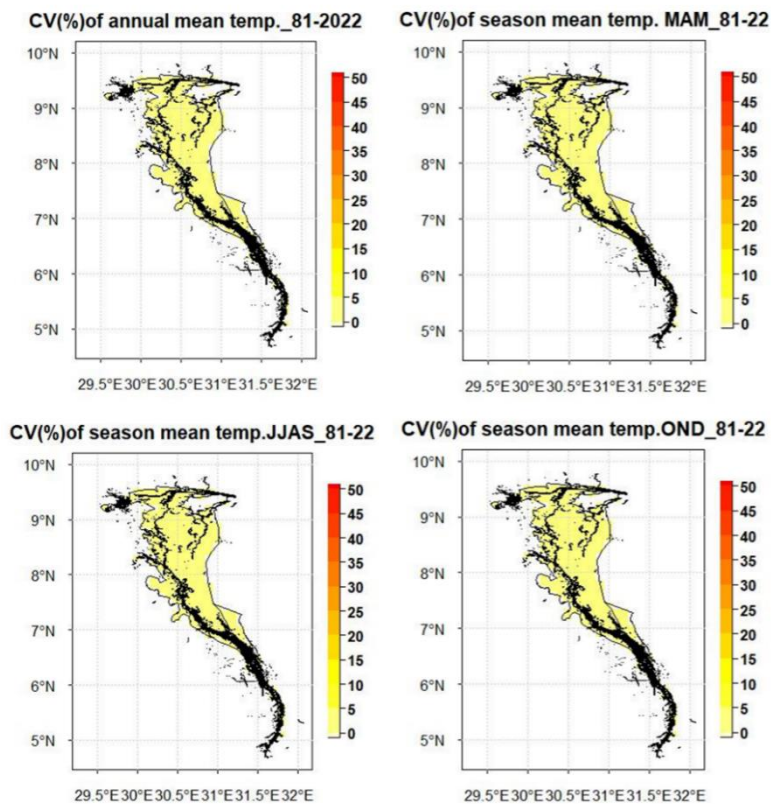 CV(%)of annual mean temp._81-2022
10°N
9°N
8°N
7°N
6°N
5°N
29.5°E30°E30.5°E31°E31.5°E32°E
50
45
40
35
30
25
20
15
10
5
0
CV(%)of season mean temp. MAM_81-22
10°N
9°N
8°N
7°N
6°N
5°N
29.5°E30°E30.5°E31°E31.5°E32°E
50
45
40
35
30
25
20
15
10
5
0
CV(%)of season mean temp.JJAS_81-22
10°N
9°N
8°N
7°N
6°N
5°N
29.5°E30°E30.5°E31°E31.5°E32°E
50
45
40
35
30
25
20
15
10
5
0
CV(%)of season mean temp.OND_81-22
10°N
9°N
8°N
7°N
6°N
5°N
29.5°E30°E30.5°E31°E31.5°E32°E
50
45
40
35
30
25
20
15
10
5
0